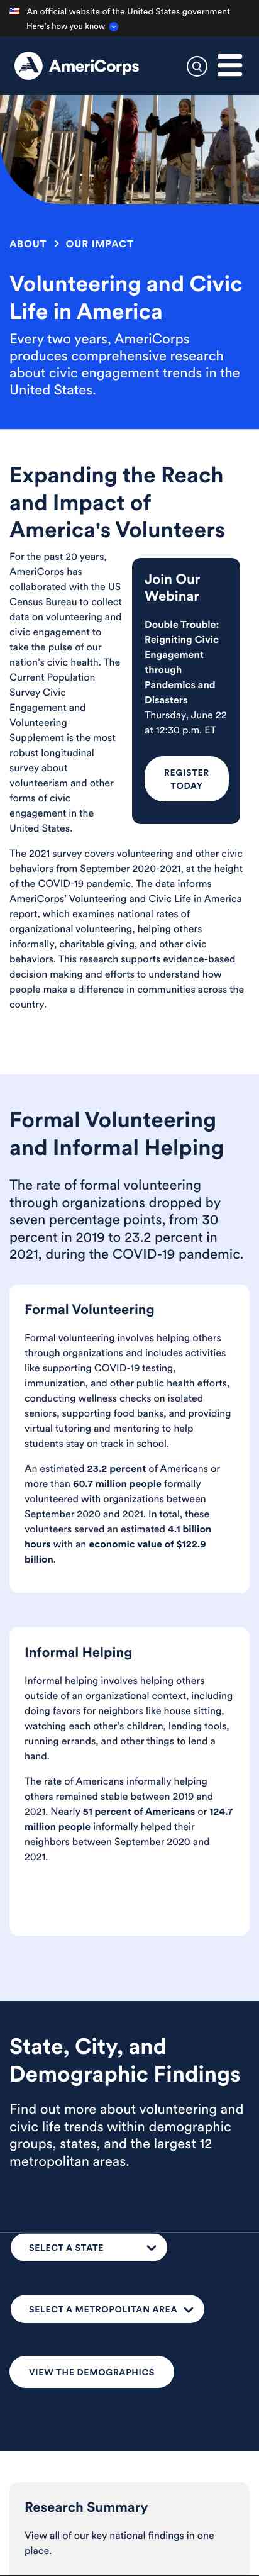 An official website of the United States government
Here's how you know
AmeriCorps
ABOUT > OUR IMPACT
Volunteering and Civic
Life in America
Every two years, AmeriCorps
produces comprehensive research
about civic engagement trends in the
United States.
Expanding the Reach
and Impact of
America's Volunteers
For the past 20 years,
AmeriCorps has
collaborated with the US
Census Bureau to collect
data on volunteering and
civic engagement to
take the pulse of our
nation's civic health. The
Current Population
Survey Civic
Engagement and
Volunteering
Supplement is the most
robust longitudinal
survey about
volunteerism and other
forms of civic
engagement in the
United States.
Join Our
Webinar
Double Trouble:
Reigniting Civic
Engagement
through
Pandemics and
Disasters
Thursday, June 22
at 12:30 p.m. ET
REGISTER
TODAY
The 2021 survey covers volunteering and other civic
behaviors from September 2020-2021, at the height
of the COVID-19 pandemic. The data informs
AmeriCorps' Volunteering and Civic Life in America
report, which examines national rates of
organizational volunteering, helping others
informally, charitable giving, and other civic
behaviors. This research supports evidence-based
decision making and efforts to understand how
people make a difference in communities across the
country.
Formal Volunteering
and Informal Helping
The rate of formal volunteering
through organizations dropped by
seven percentage points, from 30
percent in 2019 to 23.2 percent in
2021, during the COVID-19 pandemic.
Formal Volunteering
Formal volunteering involves helping others
through organizations and includes activities
like supporting COVID-19 testing,
immunization, and other public health efforts,
conducting wellness checks on isolated
seniors, supporting food banks, and providing
virtual tutoring and mentoring to help
students stay on track in school.
An estimated 23.2 percent of Americans or
more than 60.7 million people formally
volunteered with organizations between
September 2020 and 2021. In total, these
volunteers served an estimated 4.1 billion
hours with an economic value of $122.9
billion.
Informal Helping
Informal helping involves helping others
outside of an organizational context, including
doing favors for neighbors like house sitting,
watching each other's children, lending tools,
running errands, and other things to lend a
hand.
The rate of Americans informally helping
others remained stable between 2019 and
2021. Nearly 51 percent of Americans or 124.7
million people informally helped their
neighbors between September 2020 and
2021.
State, City, and
Demographic Findings
Find out more about volunteering and
civic life trends within demographic
groups, states, and the largest 12
metropolitan areas.
SELECT A STATE
SELECT A METROPOLITAN AREA
VIEW THE DEMOGRAPHICS
Research Summary
View all of our key national findings in one
place.